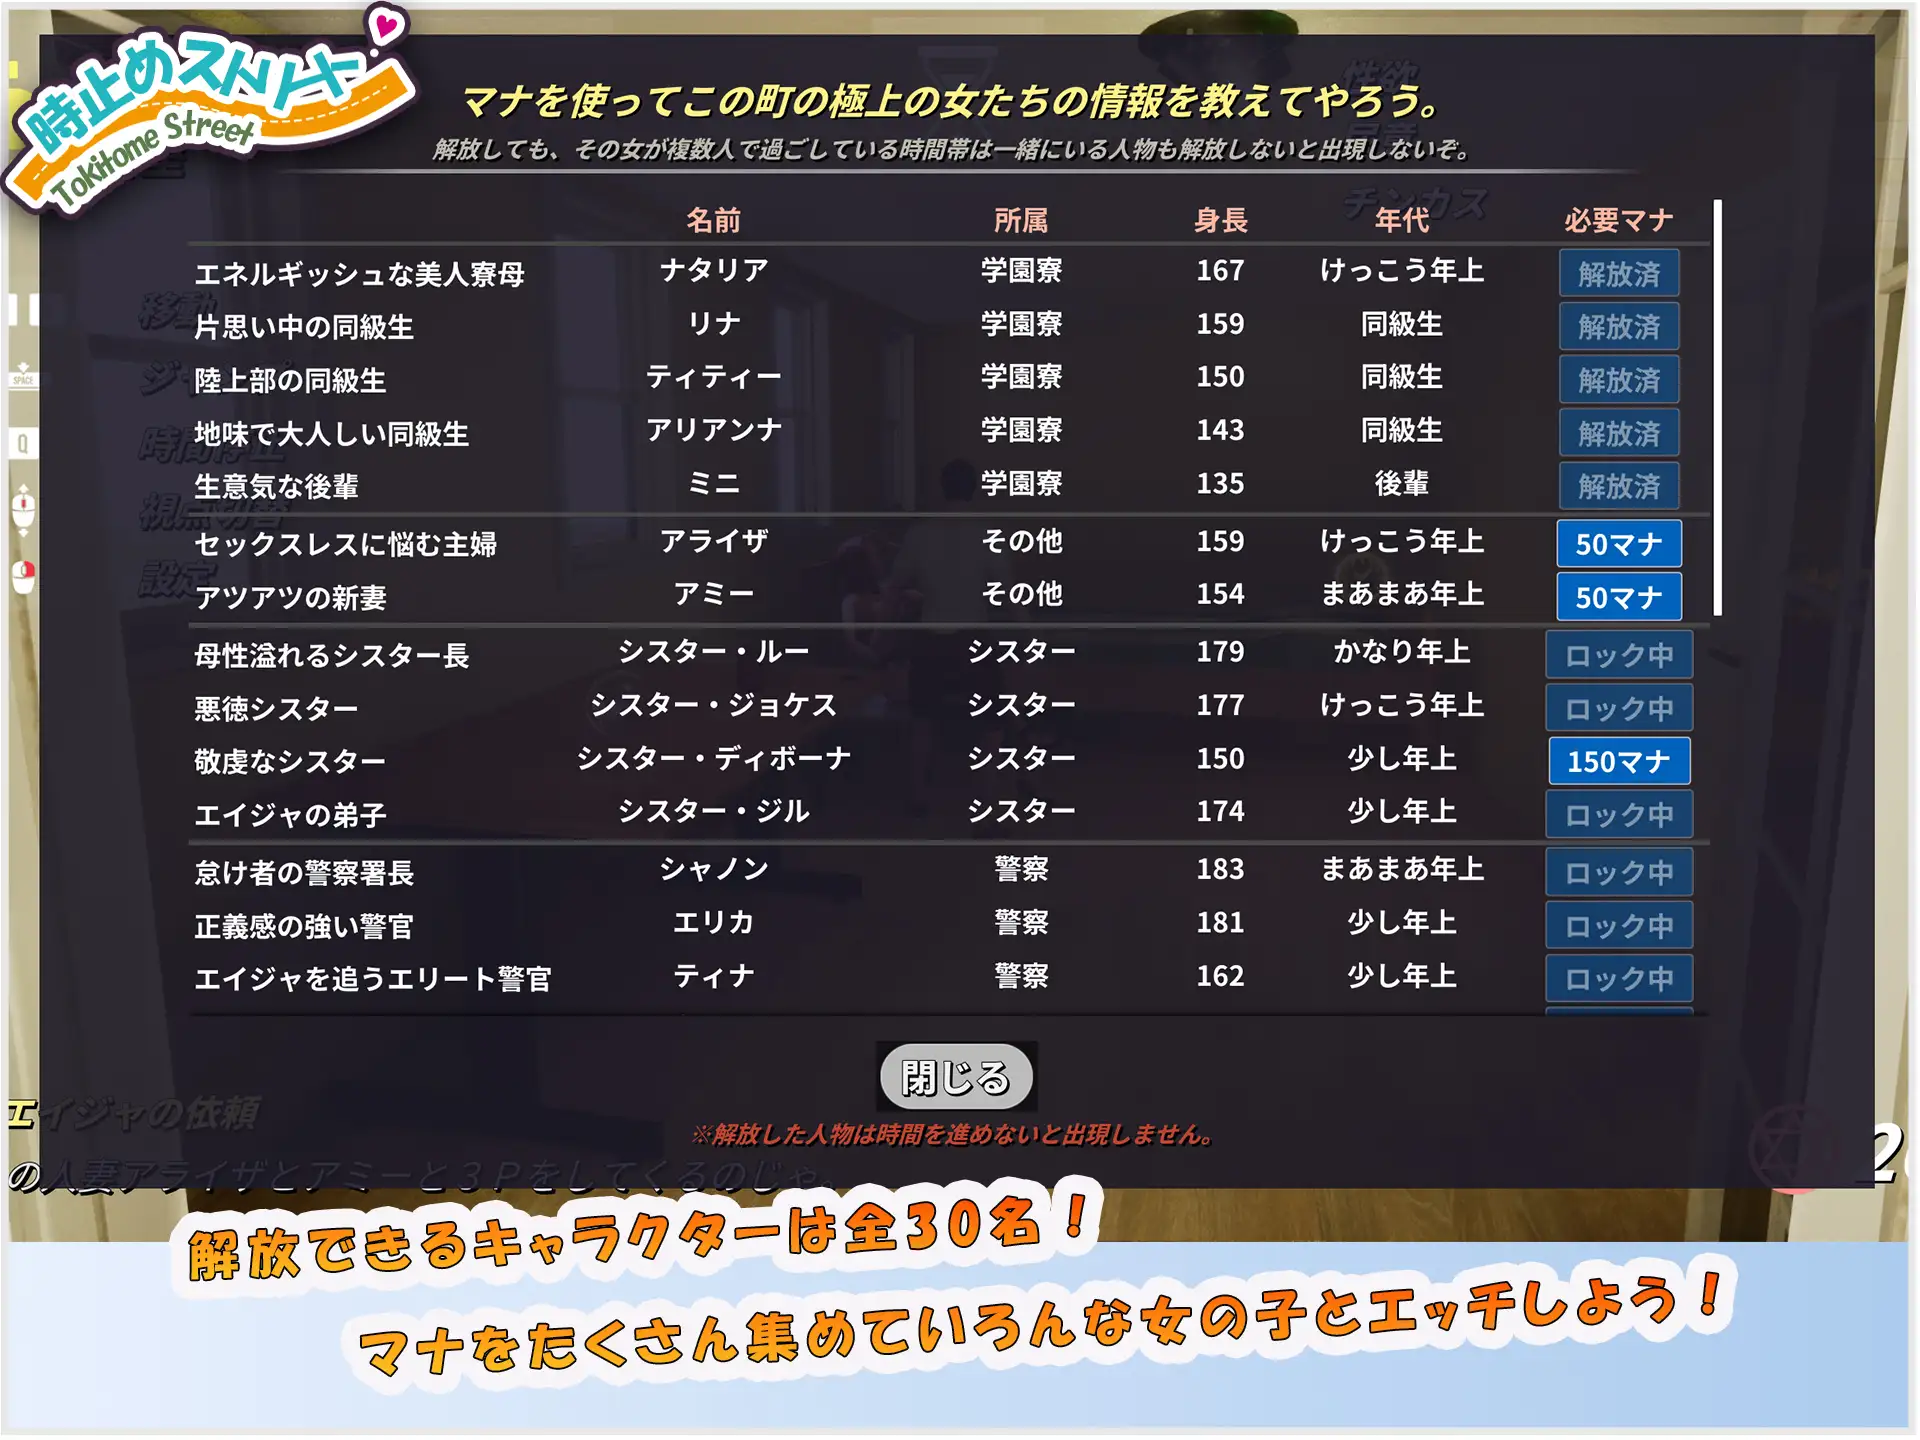 時止めストリート
Tokitome Street
マナを使ってこの町の極上の女たちの情報を教えてやろう。
解放しても、その女が複数人で過ごしている時間帯は一緒にいる人物も解放しないと出現しないぞ。
名前 所属 身長 年代 必要マナ
エネルギッシュな美人寮母 ナタリア 学園寮 167 けっこう年上 解放済
片思い中の同級生 リナ 学園寮 159 同級生 解放済
陸上部の同級生 ティティー 学園寮 150 同級生 解放済
地味で大人しい同級生 アリアンナ 学園寮 143 同級生 解放済
生意気な後輩 ミニ 学園寮 135 後輩 解放済
セックスレスに悩む主婦 アライザ その他 159 けっこう年上 50マナ
アツアツの新妻 アミー その他 154 まあまあ年上 50マナ
母性溢れるシスター長 シスター・ルー シスター 179 かなり年上 ロック中
悪徳シスター シスター・ジョケス シスター 177 けっこう年上 ロック中
敬虔なシスター シスター・ディボーナ シスター 150 少し年上 150マナ
エイジャの弟子 シスター・ジル シスター 174 少し年上 ロック中
怠け者の警察署長 シャノン 警察 183 まあまあ年上 ロック中
正義感の強い警官 エリカ 警察 181 少し年上 ロック中
エイジャを追うエリート警官 ティナ 警察 162 少し年上 ロック中
性欲
チンカス
移動
時間停止
視点切替
設定
SPACE
Q
閉じる
※解放した人物は時間を進めないと出現しません。
エイジャの依頼
の人妻アライザとアミーと3Pをしてくるのじゃ。
解放できるキャラクターは全30名！
マナをたくさん集めていろんな女の子とエッチしよう！